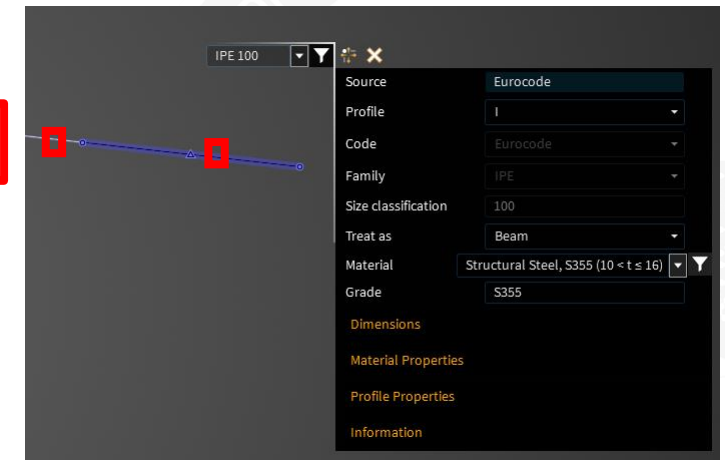 IPE 100
Source Eurocode
Profile I
Code Eurocode
Family IPE
Size classification 100
Treat as Beam
Material Structural Steel, S355 (10 < t ≤ 16)
Grade S355
Dimensions
Material Properties
Profile Properties
Information